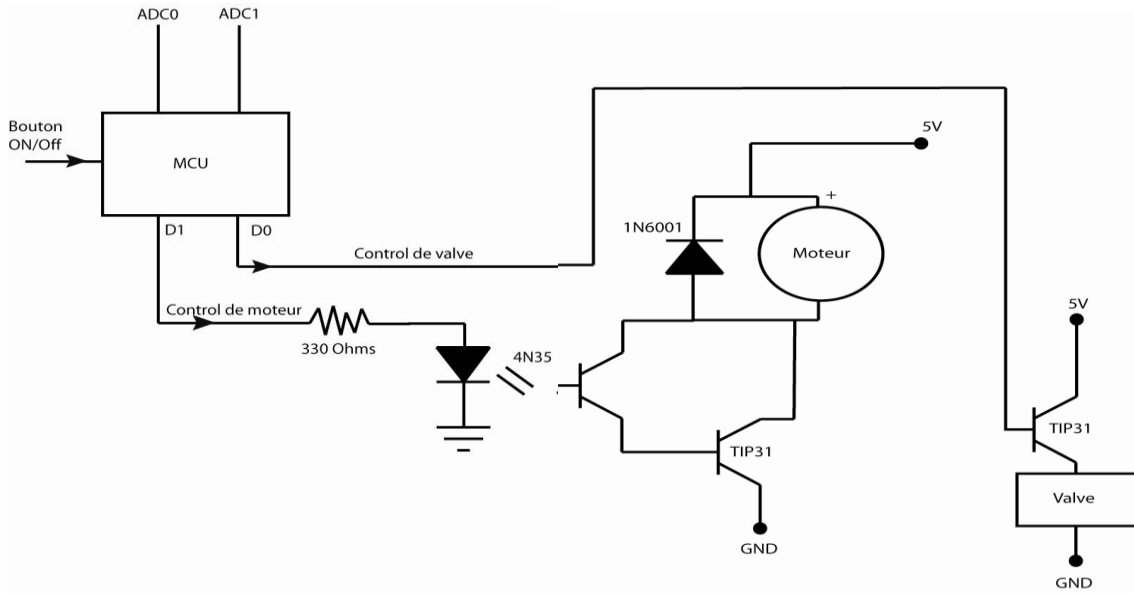 ADC0
ADC1
Bouton
ON/Off
MCU
D1
D0
Control de valve
Control de moteur
330 Ohms
4N35
5V
+
1N6001
Moteur
TIP31
GND
5V
TIP31
Valve
GND